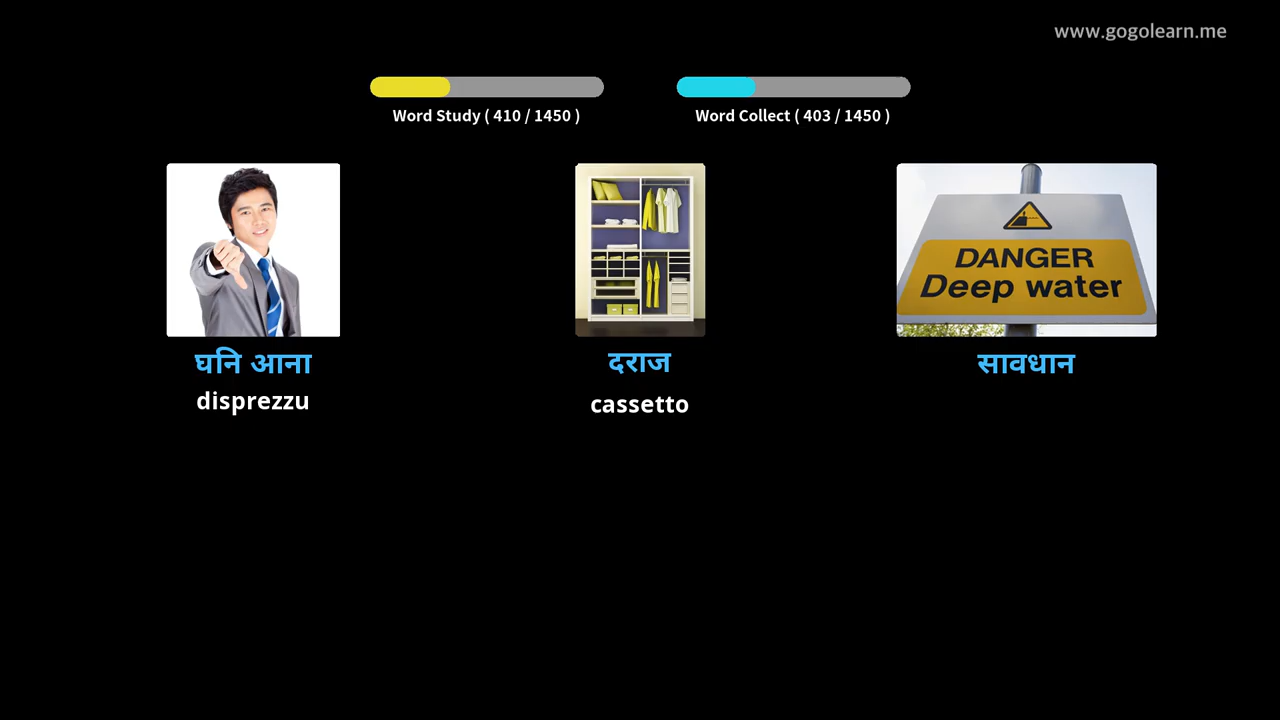 www.gogolearn.me
Word Study ( 410 / 1450 )
Word Collect ( 403 / 1450 )
DANGER
Deep water
घनि आना
दराज
सावधान
disprezzu
cassetto